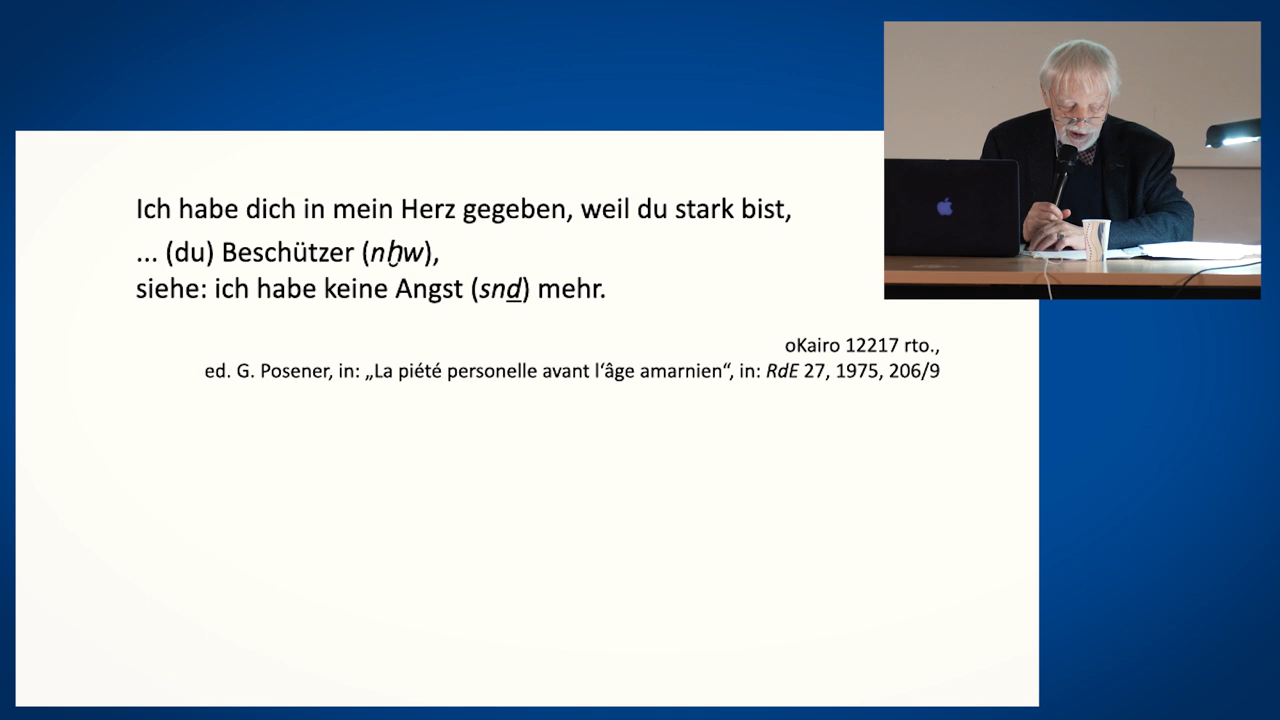 Ich habe dich in mein Herz gegeben, weil du stark bist,
... (du) Beschützer (nḫw),
siehe: ich habe keine Angst (snḏ) mehr.
oKairo 12217 rto.,
ed. G. Posener, in: „La piété personelle avant l‘âge amarnien“, in: RdE 27, 1975, 206/9